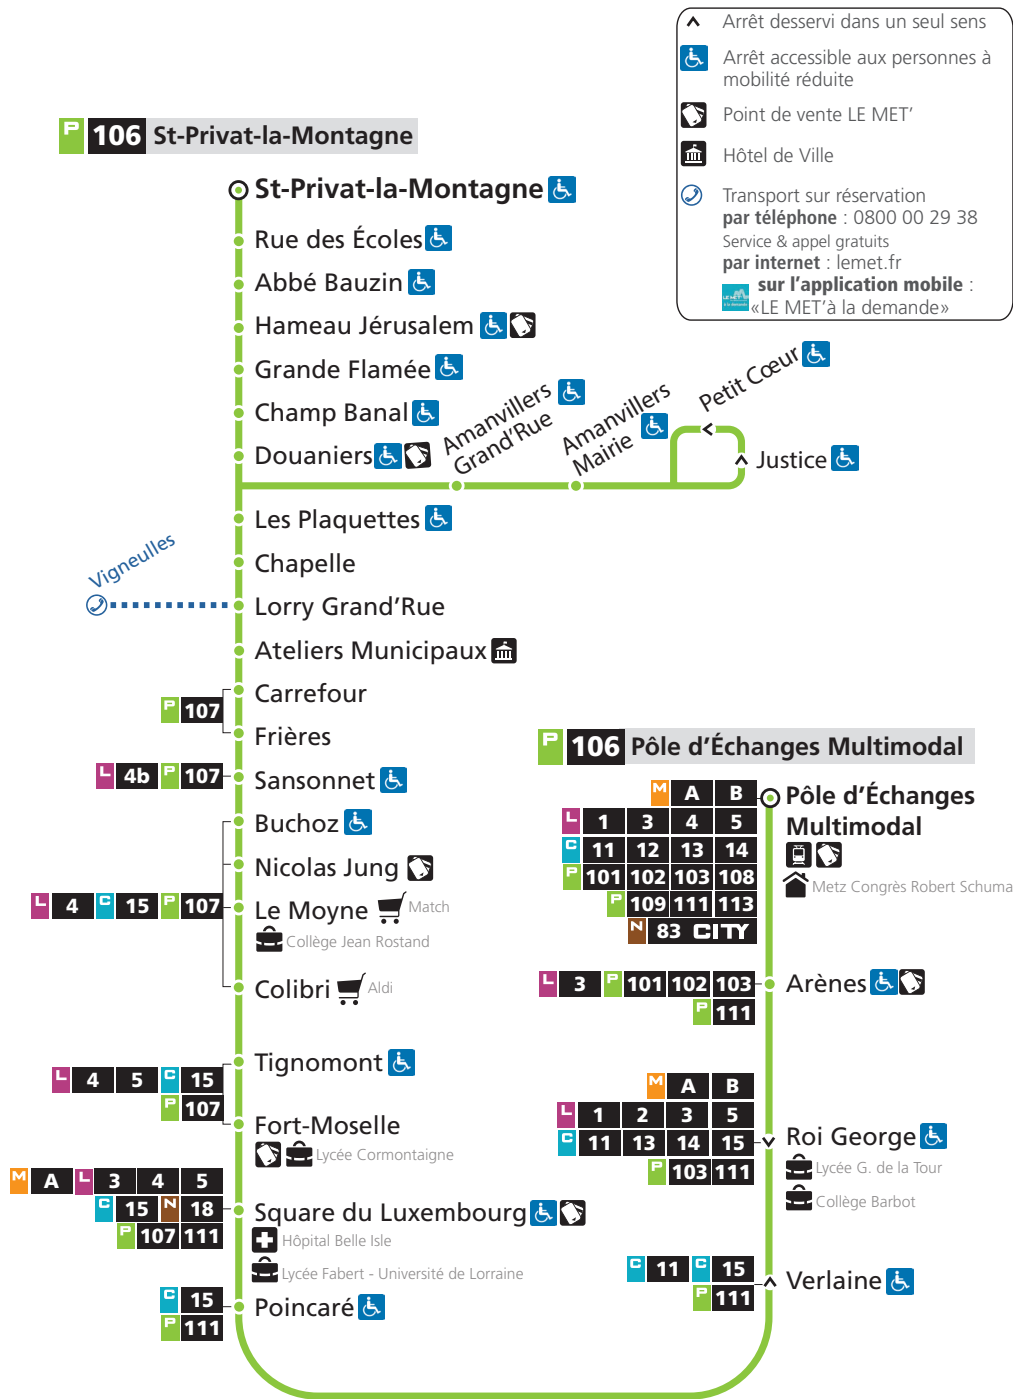 Arrêt desservi dans un seul sens
Arrêt accessible aux personnes à
mobilité réduite
Point de vente LE MET'
Hôtel de Ville
Transport sur réservation
par téléphone : 0800 00 29 38
Service & appel gratuits
par internet : lemet.fr
sur l'application mobile :
«LE MET'à la demande»
P 106 St-Privat-la-Montagne
St-Privat-la-Montagne
Rue des Écoles
Abbé Bauzin
Hameau Jérusalem
Grande Flamée
Champ Banal
Douaniers
Amanvillers
Grand'Rue
Amanvillers
Mairie
Petit Cœur
Justice
Les Plaquettes
Chapelle
Vigneulles
Lorry Grand'Rue
Ateliers Municipaux
Carrefour
P 107
Frières
L 4b P 107 Sansonnet
Buchoz
Nicolas Jung
L 4 C 15 P 107 Le Moyne Match
Collège Jean Rostand
Colibri Aldi
Tignomont
L 4 5 C 15
P 107
Fort-Moselle
Lycée Cormontaigne
M A L 3 4 5
C 15 N 18 Square du Luxembourg
P 107 111
Hôpital Belle Isle
Lycée Fabert - Université de Lorraine
C 15 Poincaré
P 111
P 106 Pôle d'Échanges Multimodal
M A B Pôle d'Échanges
Multimodal
L 1 3 4 5
C 11 12 13 14
P 101 102 103 108
P 109 111 113
N 83 CITY
Metz Congrès Robert Schuma
L 3 P 101 102 103 Arènes
P 111
M A B
L 1 2 3 5
C 11 13 14 15 Roi George
P 103 111
Lycée G. de la Tour
Collège Barbot
C 11 C 15 Verlaine
P 111